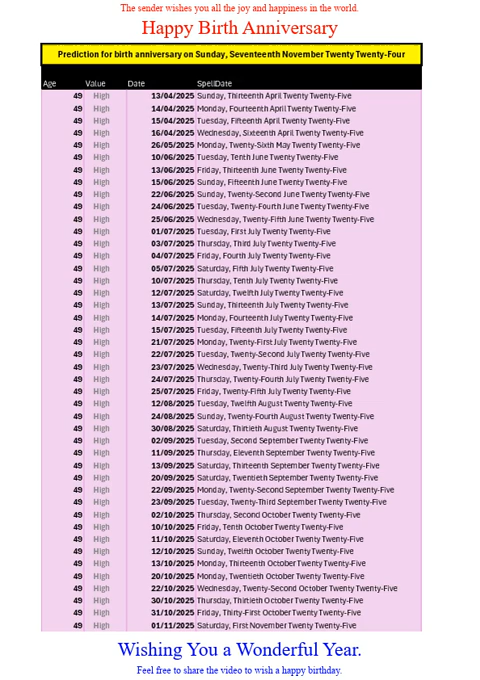 The sender wishes you all the joy and happiness in the world.
Happy Birth Anniversary
Prediction for birth anniversary on Sunday, Seventeenth November Twenty Twenty-Four
Age Value Date SpellDate
49 High 13/04/2025 Sunday, Thirteenth April Twenty Twenty-Five
49 High 14/04/2025 Monday, Fourteenth April Twenty Twenty-Five
49 High 15/04/2025 Tuesday, Fifteenth April Twenty Twenty-Five
49 High 16/04/2025 Wednesday, Sixteenth April Twenty Twenty-Five
49 High 26/05/2025 Monday, Twenty-Sixth May Twenty Twenty-Five
49 High 10/06/2025 Tuesday, Tenth June Twenty Twenty-Five
49 High 13/06/2025 Friday, Thirteenth June Twenty Twenty-Five
49 High 15/06/2025 Sunday, Fifteenth June Twenty Twenty-Five
49 High 22/06/2025 Sunday, Twenty-Second June Twenty Twenty-Five
49 High 24/06/2025 Tuesday, Twenty-Fourth June Twenty Twenty-Five
49 High 25/06/2025 Wednesday, Twenty-Fifth June Twenty Twenty-Five
49 High 01/07/2025 Tuesday, First July Twenty Twenty-Five
49 High 03/07/2025 Thursday, Third July Twenty Twenty-Five
49 High 04/07/2025 Friday, Fourth July Twenty Twenty-Five
49 High 05/07/2025 Saturday, Fifth July Twenty Twenty-Five
49 High 10/07/2025 Thursday, Tenth July Twenty Twenty-Five
49 High 12/07/2025 Saturday, Twelfth July Twenty Twenty-Five
49 High 13/07/2025 Sunday, Thirteenth July Twenty Twenty-Five
49 High 14/07/2025 Monday, Fourteenth July Twenty Twenty-Five
49 High 15/07/2025 Tuesday, Fifteenth July Twenty Twenty-Five
49 High 21/07/2025 Monday, Twenty-First July Twenty Twenty-Five
49 High 22/07/2025 Tuesday, Twenty-Second July Twenty Twenty-Five
49 High 23/07/2025 Wednesday, Twenty-Third July Twenty Twenty-Five
49 High 24/07/2025 Thursday, Twenty-Fourth July Twenty Twenty-Five
49 High 25/07/2025 Friday, Twenty-Fifth July Twenty Twenty-Five
49 High 12/08/2025 Tuesday, Twelfth August Twenty Twenty-Five
49 High 24/08/2025 Sunday, Twenty-Fourth August Twenty Twenty-Five
49 High 30/08/2025 Saturday, Thirtieth August Twenty Twenty-Five
49 High 02/09/2025 Tuesday, Second September Twenty Twenty-Five
49 High 11/09/2025 Thursday, Eleventh September Twenty Twenty-Five
49 High 13/09/2025 Saturday, Thirteenth September Twenty Twenty-Five
49 High 20/09/2025 Saturday, Twentieth September Twenty Twenty-Five
49 High 22/09/2025 Monday, Twenty-Second September Twenty Twenty-Five
49 High 23/09/2025 Tuesday, Twenty-Third September Twenty Twenty-Five
49 High 02/10/2025 Thursday, Second October Twenty Twenty-Five
49 High 10/10/2025 Friday, Tenth October Twenty Twenty-Five
49 High 11/10/2025 Saturday, Eleventh October Twenty Twenty-Five
49 High 12/10/2025 Sunday, Twelfth October Twenty Twenty-Five
49 High 13/10/2025 Monday, Thirteenth October Twenty Twenty-Five
49 High 20/10/2025 Monday, Twentieth October Twenty Twenty-Five
49 High 22/10/2025 Wednesday, Twenty-Second October Twenty Twenty-Five
49 High 30/10/2025 Thursday, Thirtieth October Twenty Twenty-Five
49 High 31/10/2025 Friday, Thirty-First October Twenty Twenty-Five
49 High 01/11/2025 Saturday, First November Twenty Twenty-Five
Wishing You a Wonderful Year.
Feel free to share the video to wish a happy birthday.